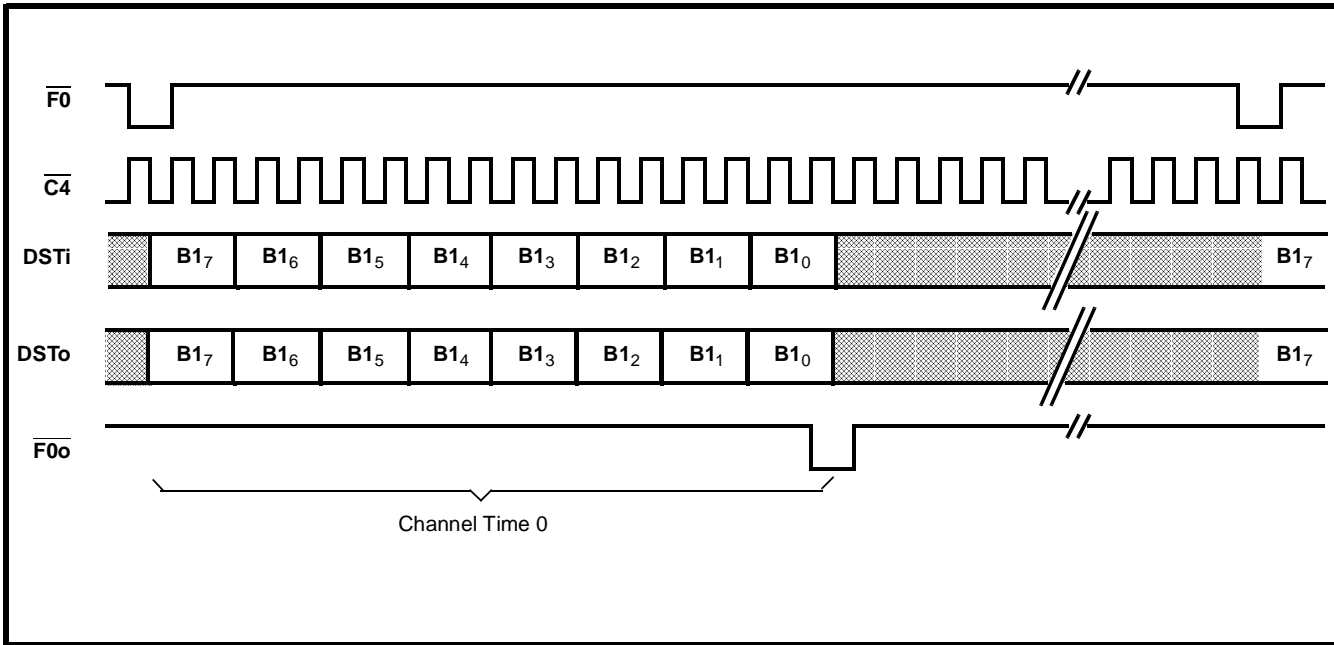 F0
C4
DSTi B1₇ B1₆ B1₅ B1₄ B1₃ B1₂ B1₁ B1₀ B1₇
DSTo B1₇ B1₆ B1₅ B1₄ B1₃ B1₂ B1₁ B1₀ B1₇
F0o
Channel Time 0